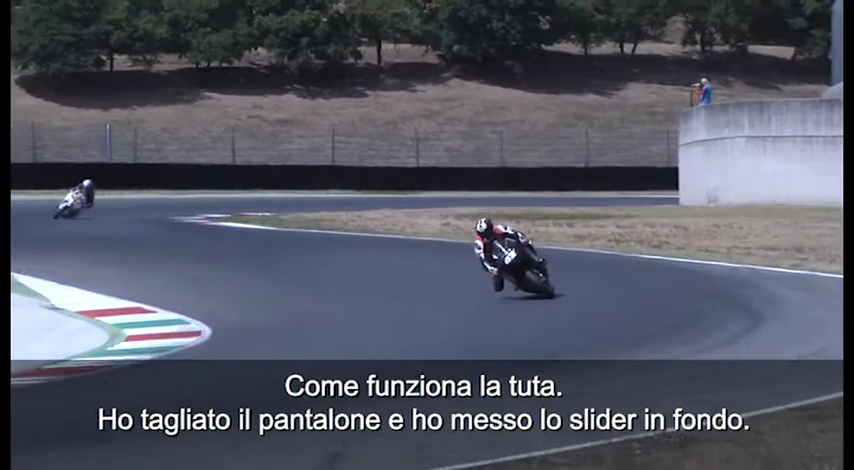 Come funziona la tuta.
Ho tagliato il pantalone e ho messo lo slider in fondo.